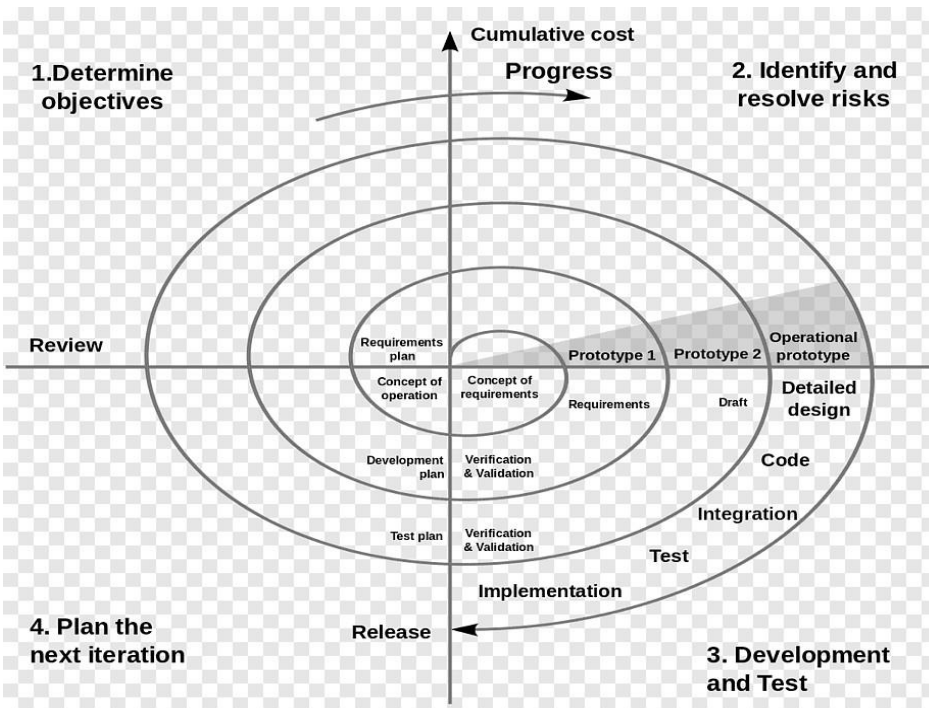 Cumulative cost
Progress
1.Determine
objectives
2. Identify and
resolve risks
Review
Requirements
plan
Prototype 1
Prototype 2
Operational
prototype
Concept of
operation
Concept of
requirements
Requirements
Draft
Detailed
design
Development
plan
Verification
& Validation
Code
Integration
Test plan
Verification
& Validation
Test
Implementation
Release
4. Plan the
next iteration
3. Development
and Test